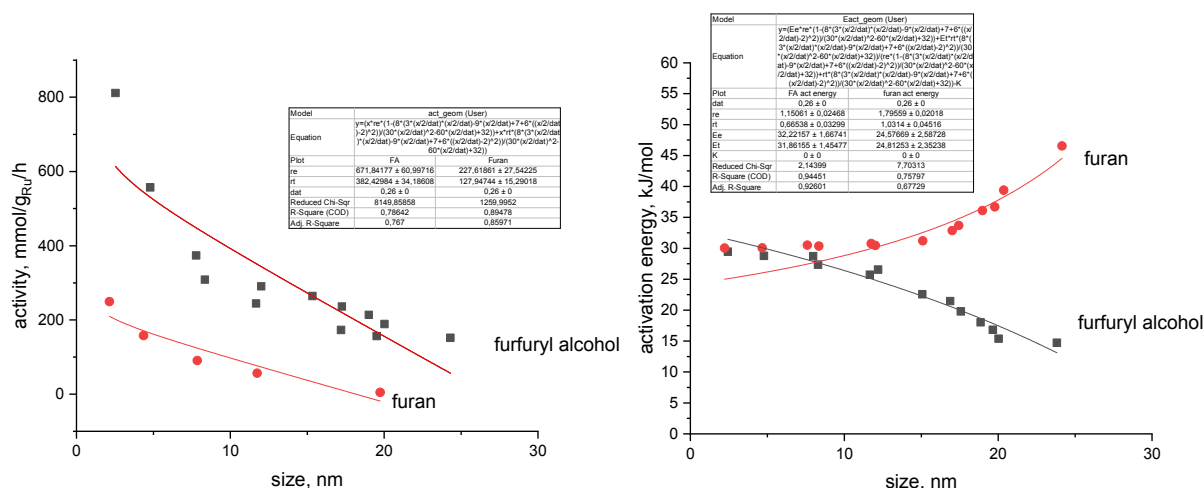 800
600
400
200
0
0
10
20
30
activity, mmol/gRu/h
size, nm
furfuryl alcohol
furan
Model act_geom (User)
Equation
y=(x*re*(1-(8*(3*(x/2/dat)*(x/2/dat)-9*(x/2/dat)+7+6*((x/2/dat)
-2)^2))/(30*(x/2/dat)^2-60*(x/2/dat)+32))+x*rt*(8*(3*(x/2/dat
)*(x/2/dat)-9*(x/2/dat)+7+6*((x/2/dat)-2)^2))/(30*(x/2/dat)^2-
60*(x/2/dat)+32))
Plot FA Furan
re 671,84177 ± 60,99716 227,61861 ± 27,54225
rt 382,42984 ± 34,18608 127,94744 ± 15,29018
dat 0,26 ± 0 0,26 ± 0
Reduced Chi-Sqr 8149,85858 1259,9952
R-Square (COD) 0,78642 0,89478
Adj. R-Square 0,767 0,85971
60
55
50
45
40
35
30
25
20
15
10
5
0
0
10
20
30
activation energy, kJ/mol
size, nm
furan
furfuryl alcohol
Model Eact_geom (User)
Equation
y=(Ee*re*(1-(8*(3*(x/2/dat)*(x/2/dat)-9*(x/2/dat)+7+6*((x/
2/dat)-2)^2))/(30*(x/2/dat)^2-60*(x/2/dat)+32))+Et*rt*(8*(
3*(x/2/dat)*(x/2/dat)-9*(x/2/dat)+7+6*((x/2/dat)-2)^2))/(30
*(x/2/dat)^2-60*(x/2/dat)+32))/(re*(1-(8*(3*(x/2/dat)*(x/2/d
at)-9*(x/2/dat)+7+6*((x/2/dat)-2)^2))/(30*(x/2/dat)^2-60*(x
/2/dat)+32))+rt*(8*(3*(x/2/dat)*(x/2/dat)-9*(x/2/dat)+7+6*(
(x/2/dat)-2)^2))/(30*(x/2/dat)^2-60*(x/2/dat)+32))-K
Plot FA act energy furan act energy
dat 0,26 ± 0 0,26 ± 0
re 1,15061 ± 0,02468 1,79559 ± 0,02018
rt 0,66538 ± 0,03299 1,0314 ± 0,04516
Ee 32,22157 ± 1,66741 24,57669 ± 2,58728
Et 31,86155 ± 1,45477 24,81253 ± 2,35238
K 0 ± 0 0 ± 0
Reduced Chi-Sqr 2,14399 7,70313
R-Square (COD) 0,94451 0,75797
Adj. R-Square 0,92601 0,67729